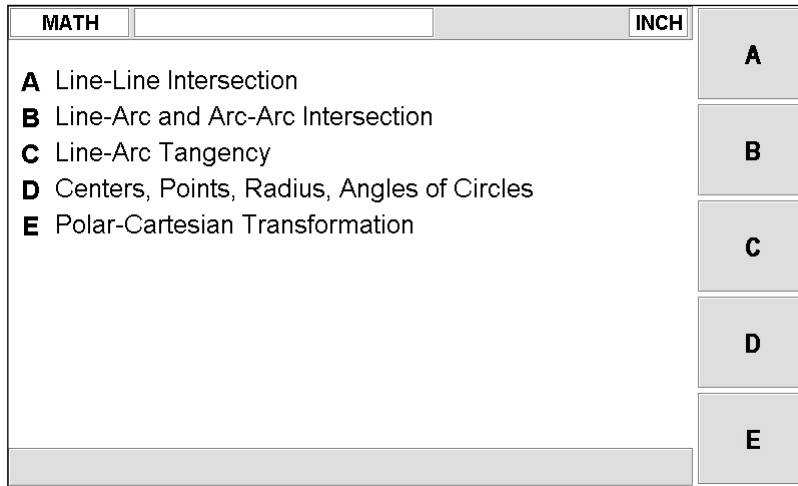 MATH INCH
A Line-Line Intersection
B Line-Arc and Arc-Arc Intersection
C Line-Arc Tangency
D Centers, Points, Radius, Angles of Circles
E Polar-Cartesian Transformation
A
B
C
D
E